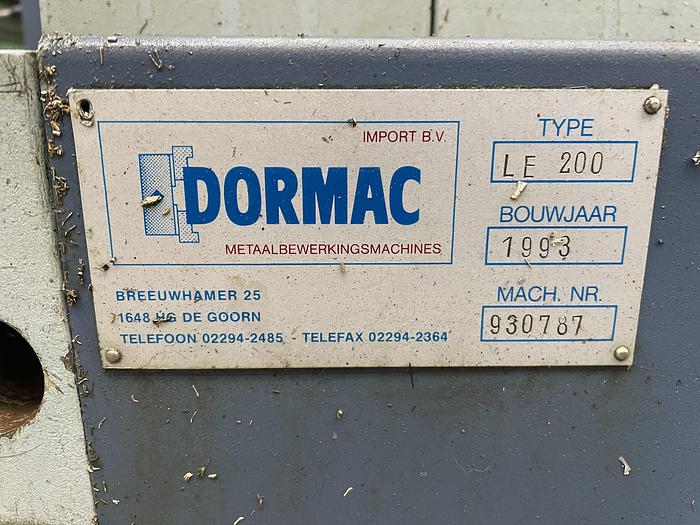 IMPORT B.V.
DORMAC
METAALBEWERKINGSMACHINES
BREEUWHAMER 25
1648 HG DE GOORN
TELEFOON 02294-2485 - TELEFAX 02294-2364
TYPE
LE 200
BOUWJAAR
1993
MACH. NR.
930787